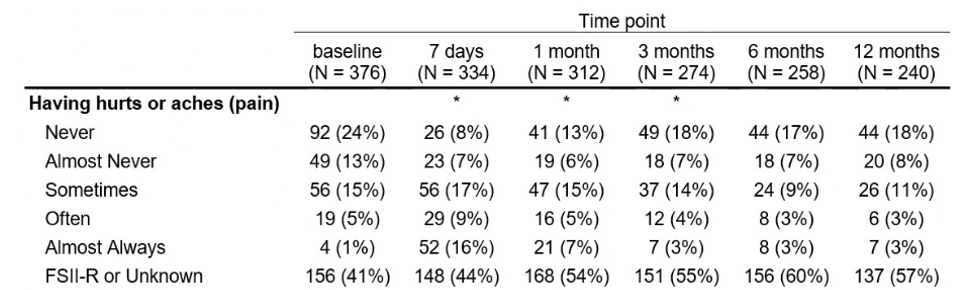 Time point
baseline 7 days 1 month 3 months 6 months 12 months
(N = 376) (N = 334) (N = 312) (N = 274) (N = 258) (N = 240)
Having hurts or aches (pain) * * *
Never 92 (24%) 26 (8%) 41 (13%) 49 (18%) 44 (17%) 44 (18%)
Almost Never 49 (13%) 23 (7%) 19 (6%) 18 (7%) 18 (7%) 20 (8%)
Sometimes 56 (15%) 56 (17%) 47 (15%) 37 (14%) 24 (9%) 26 (11%)
Often 19 (5%) 29 (9%) 16 (5%) 12 (4%) 8 (3%) 6 (3%)
Almost Always 4 (1%) 52 (16%) 21 (7%) 7 (3%) 8 (3%) 7 (3%)
FSII-R or Unknown 156 (41%) 148 (44%) 168 (54%) 151 (55%) 156 (60%) 137 (57%)